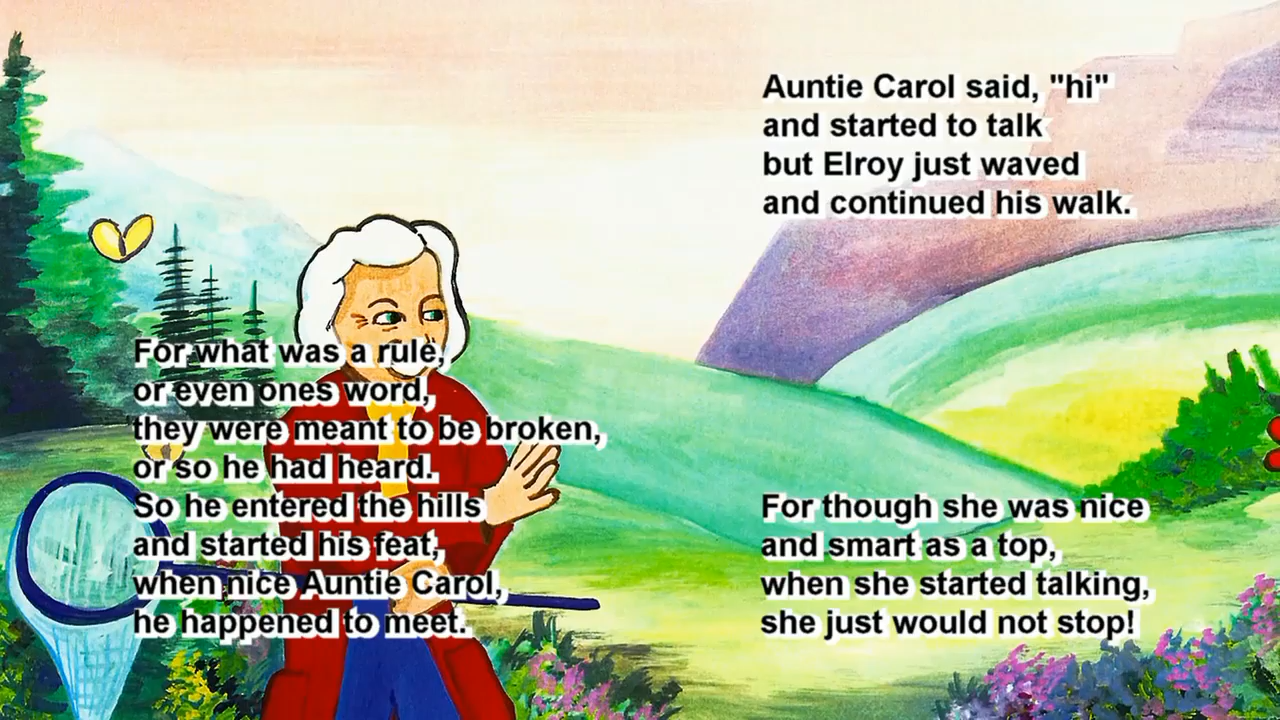 For what was a rule,
or even ones word,
they were meant to be broken,
or so he had heard.
So he entered the hills
and started his feat,
when nice Auntie Carol,
he happened to meet.
Auntie Carol said, "hi"
and started to talk
but Elroy just waved
and continued his walk.
For though she was nice
and smart as a top,
when she started talking,
she just would not stop!